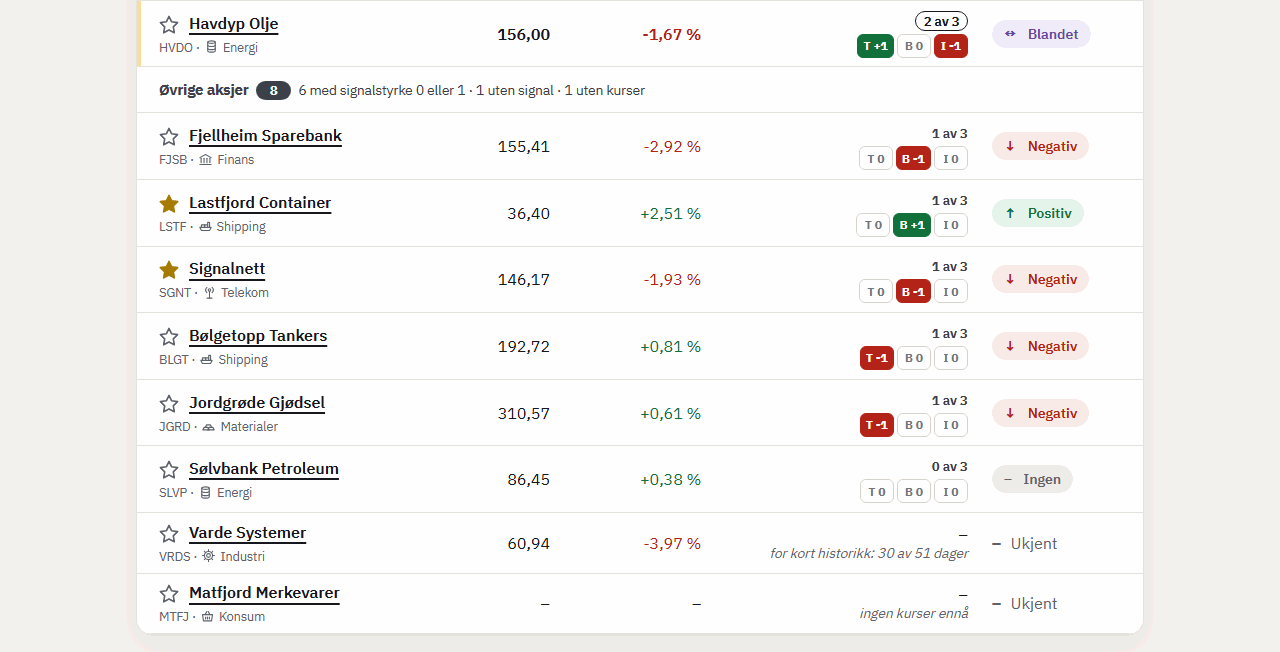 Havdyp Olje 156,00 -1,67 % 2 av 3 ↔ Blandet
HVDO · Energi T +1 B 0 I -1
Øvrige aksjer 8 6 med signalstyrke 0 eller 1 · 1 uten signal · 1 uten kurser
Fjellheim Sparebank 155,41 -2,92 % 1 av 3 ↓ Negativ
FJSB · Finans T 0 B -1 I 0
Lastfjord Container 36,40 +2,51 % 1 av 3 ↑ Positiv
LSTF · Shipping T 0 B +1 I 0
Signalnett 146,17 -1,93 % 1 av 3 ↓ Negativ
SGNT · Telekom T 0 B -1 I 0
Bølgetopp Tankers 192,72 +0,81 % 1 av 3 ↓ Negativ
BLGT · Shipping T -1 B 0 I 0
Jordgrøde Gjødsel 310,57 +0,61 % 1 av 3 ↓ Negativ
JGRD · Materialer T -1 B 0 I 0
Sølvbank Petroleum 86,45 +0,38 % 0 av 3 – Ingen
SLVP · Energi T 0 B 0 I 0
Varde Systemer 60,94 -3,97 % – – Ukjent
VRDS · Industri for kort historikk: 30 av 51 dager
Matfjord Merkevarer – – – – Ukjent
MTFJ · Konsum ingen kurser ennå